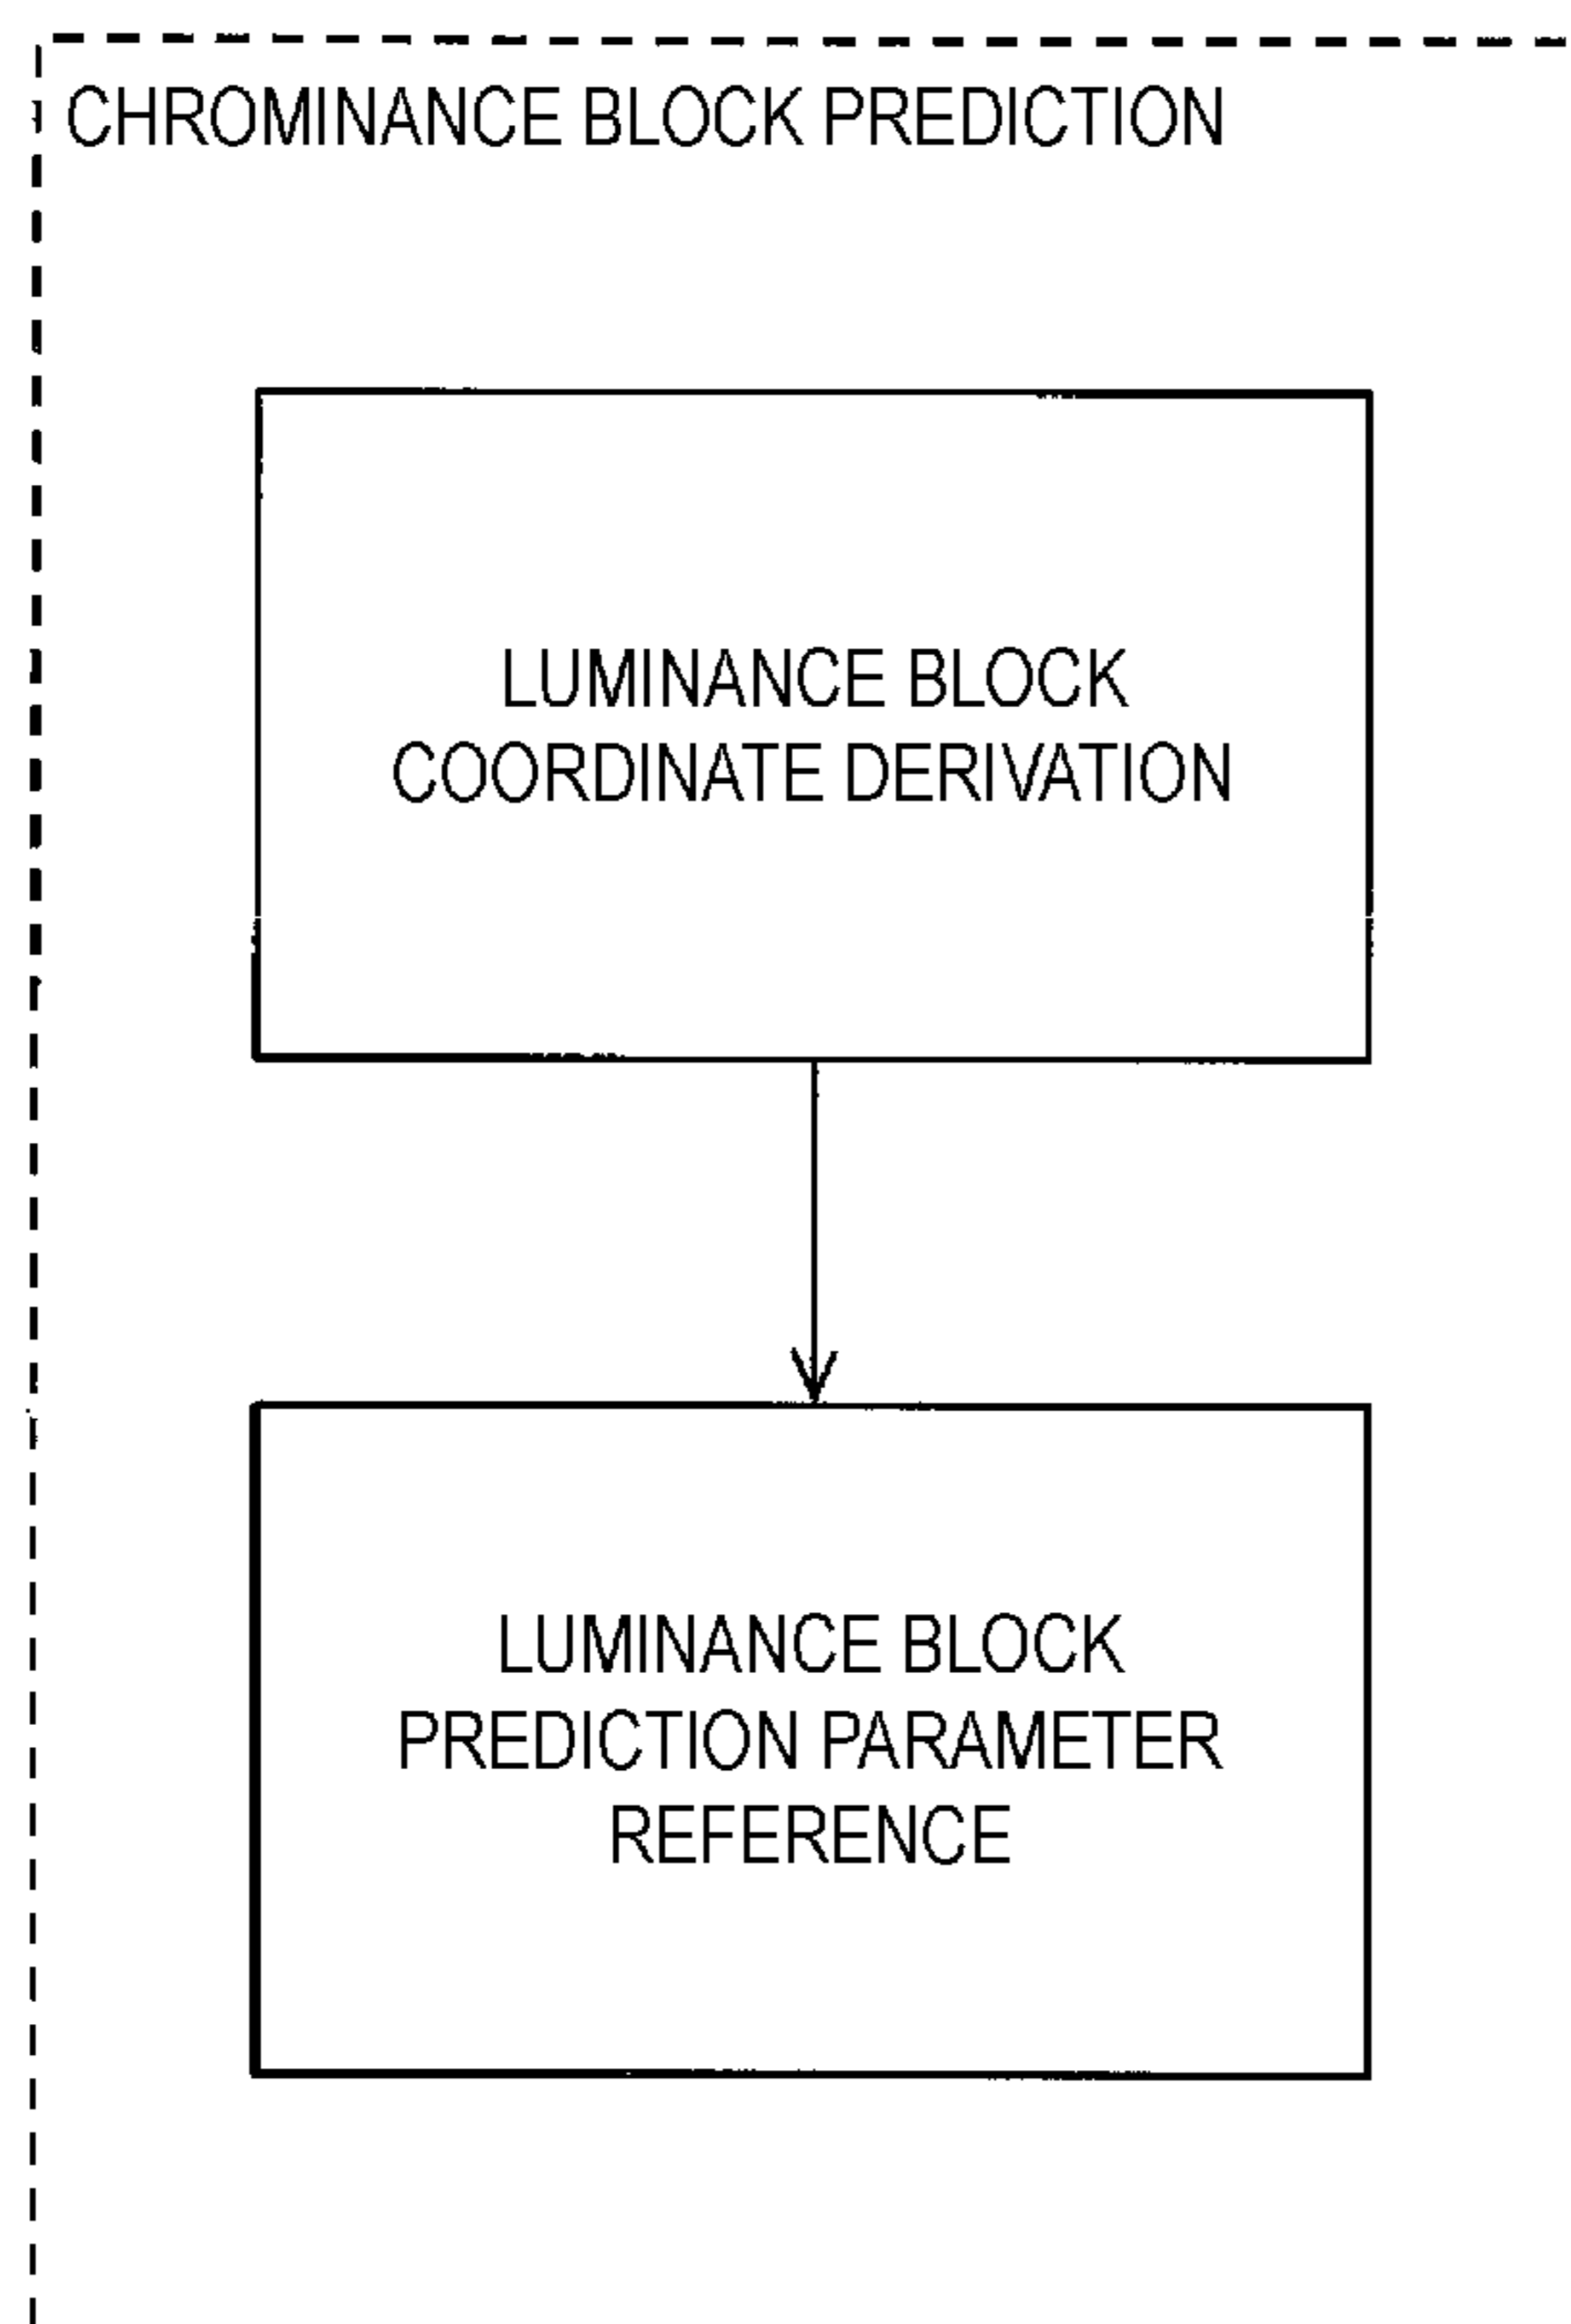 CHROMINANCE BLOCK PREDICTION
LUMINANCE BLOCK
COORDINATE DERIVATION
LUMINANCE BLOCK
PREDICTION PARAMETER
REFERENCE